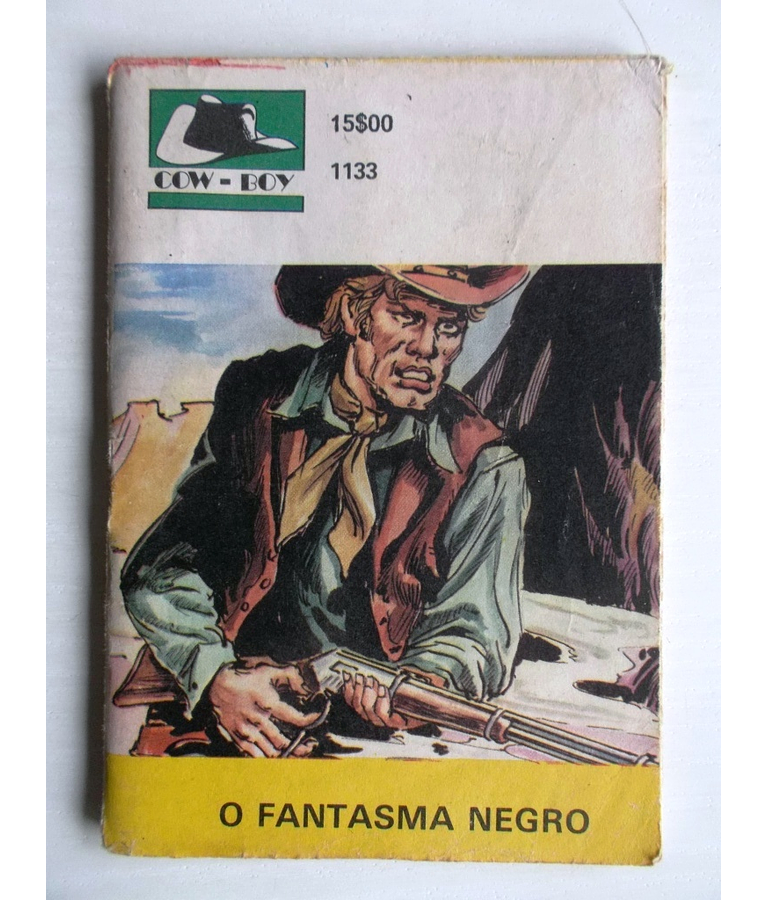 COW - BOY
15$00
1133
O FANTASMA NEGRO